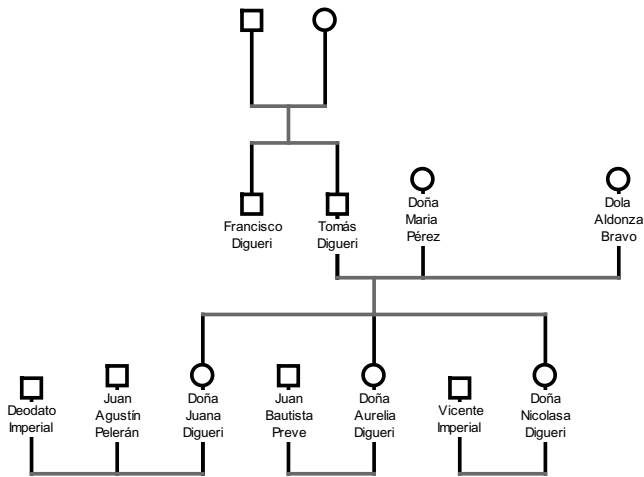 Francisco
Digueri
Tomás
Digueri
Doña
Maria
Pérez
Dola
Aldonza
Bravo
Deodato
Imperial
Juan
Agustín
Pelerán
Doña
Juana
Digueri
Juan
Bautista
Preve
Doña
Aurelia
Digueri
Vicente
Imperial
Doña
Nicolasa
Digueri